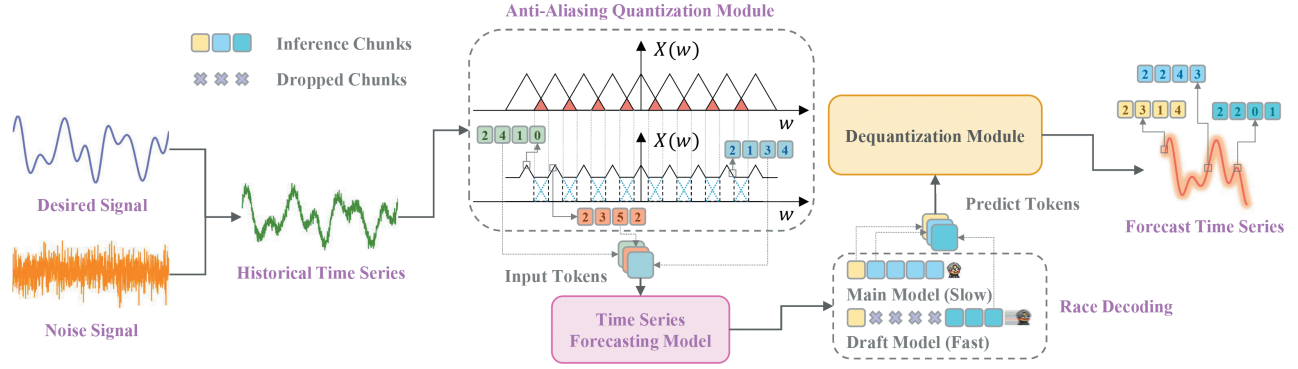 Anti-Aliasing Quantization Module
Inference Chunks
Dropped Chunks
X(w)
w
2 4 1 0
X(w)
2 1 3 4
w
2 3 5 2
Desired Signal
Noise Signal
Historical Time Series
Input Tokens
Time Series
Forecasting Model
Dequantization Module
Predict Tokens
Main Model (Slow)
Draft Model (Fast)
Race Decoding
2 2 4 3
2 3 1 4
2 2 0 1
Forecast Time Series